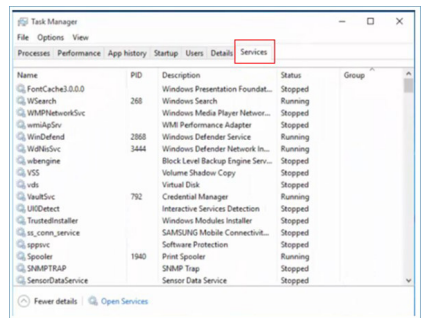 Task Manager
File Options View
Processes Performance App history Startup Users Details Services
Name PID Description Status Group
FontCache3.0.0.0 Windows Presentation Foundat... Stopped
WSearch 268 Windows Search Running
WMPNetworkSvc Windows Media Player Networ... Stopped
wmiApSrv WMI Performance Adapter Stopped
WinDefend 2868 Windows Defender Service Running
WdNisSvc 3444 Windows Defender Network In... Running
wbengine Block Level Backup Engine Serv... Stopped
VSS Volume Shadow Copy Stopped
vds Virtual Disk Stopped
VaultSvc 792 Credential Manager Running
UI0Detect Interactive Services Detection Stopped
TrustedInstaller Windows Modules Installer Stopped
ss_conn_service SAMSUNG Mobile Connectivit... Stopped
sppsvc Software Protection Stopped
Spooler 1940 Print Spooler Running
SNMPTRAP SNMP Trap Stopped
SensorDataService Sensor Data Service Stopped
Fewer details Open Services